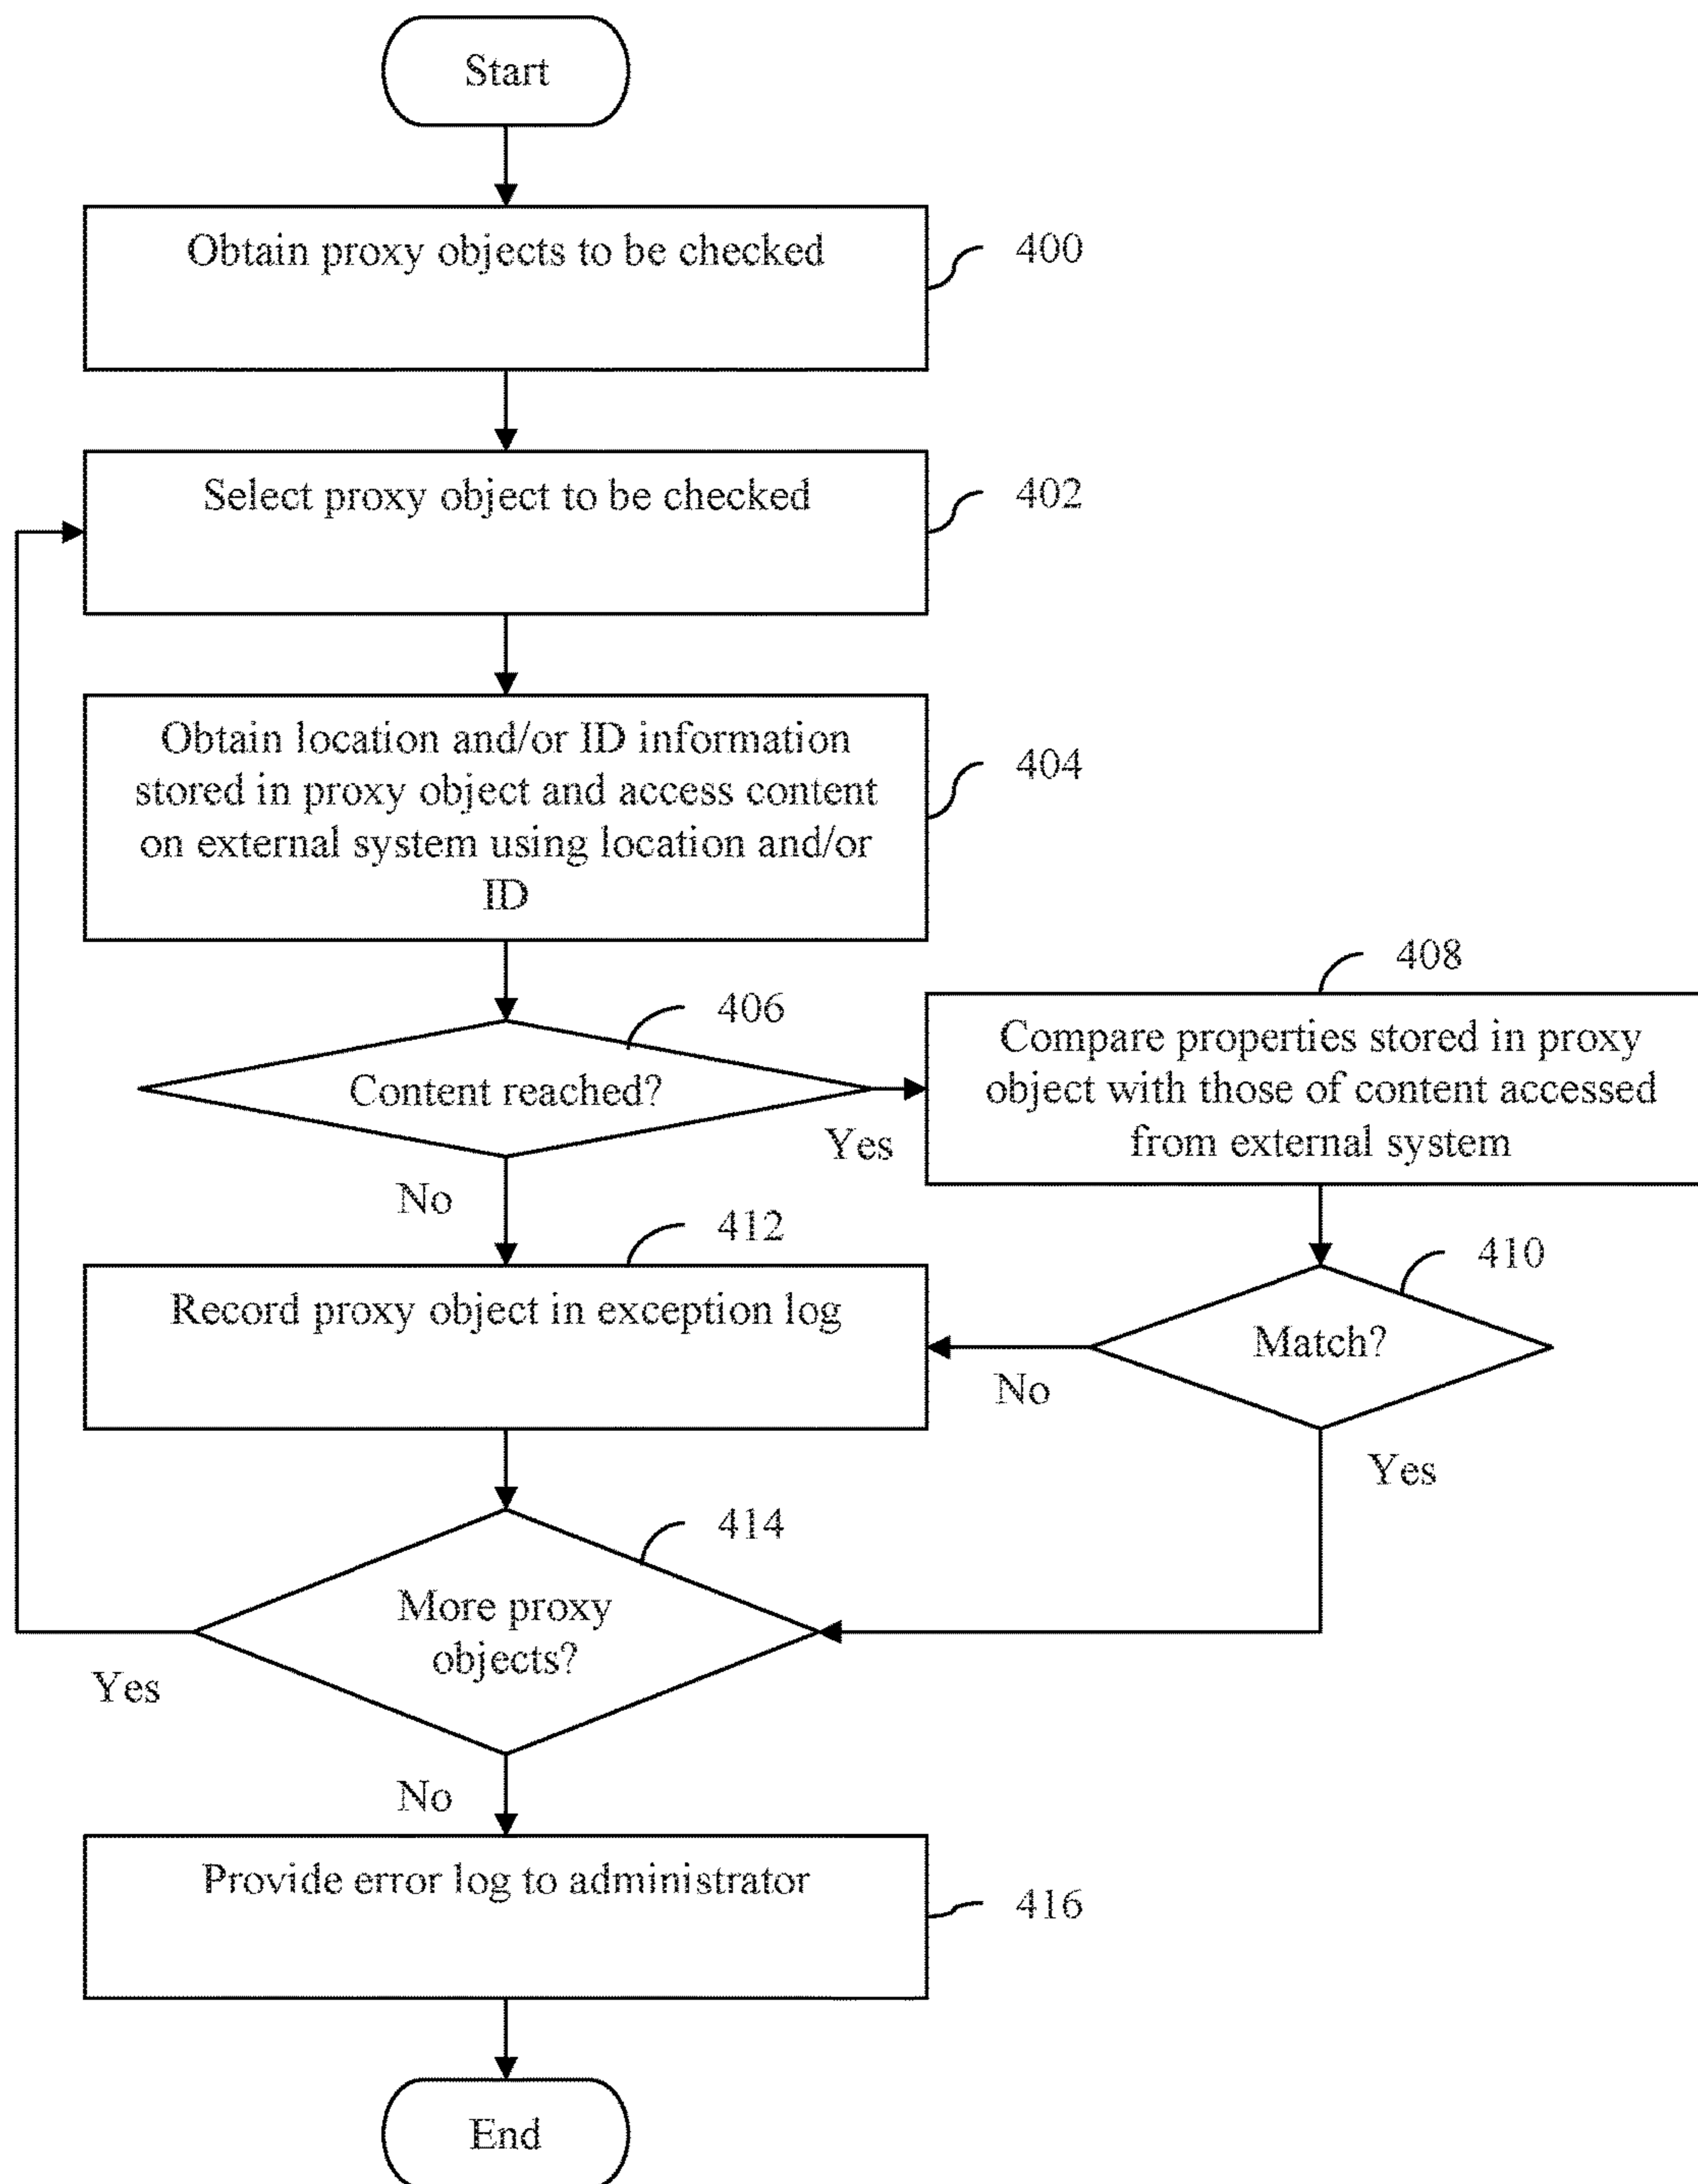 Start
Obtain proxy objects to be checked
400
Select proxy object to be checked
402
Obtain location and/or ID information
stored in proxy object and access content
on external system using location and/or
ID
404
406
Content reached?
Yes
No
408
Compare properties stored in proxy
object with those of content accessed
from external system
410
Match?
No
Yes
412
Record proxy object in exception log
414
More proxy
objects?
Yes
No
Provide error log to administrator
416
End